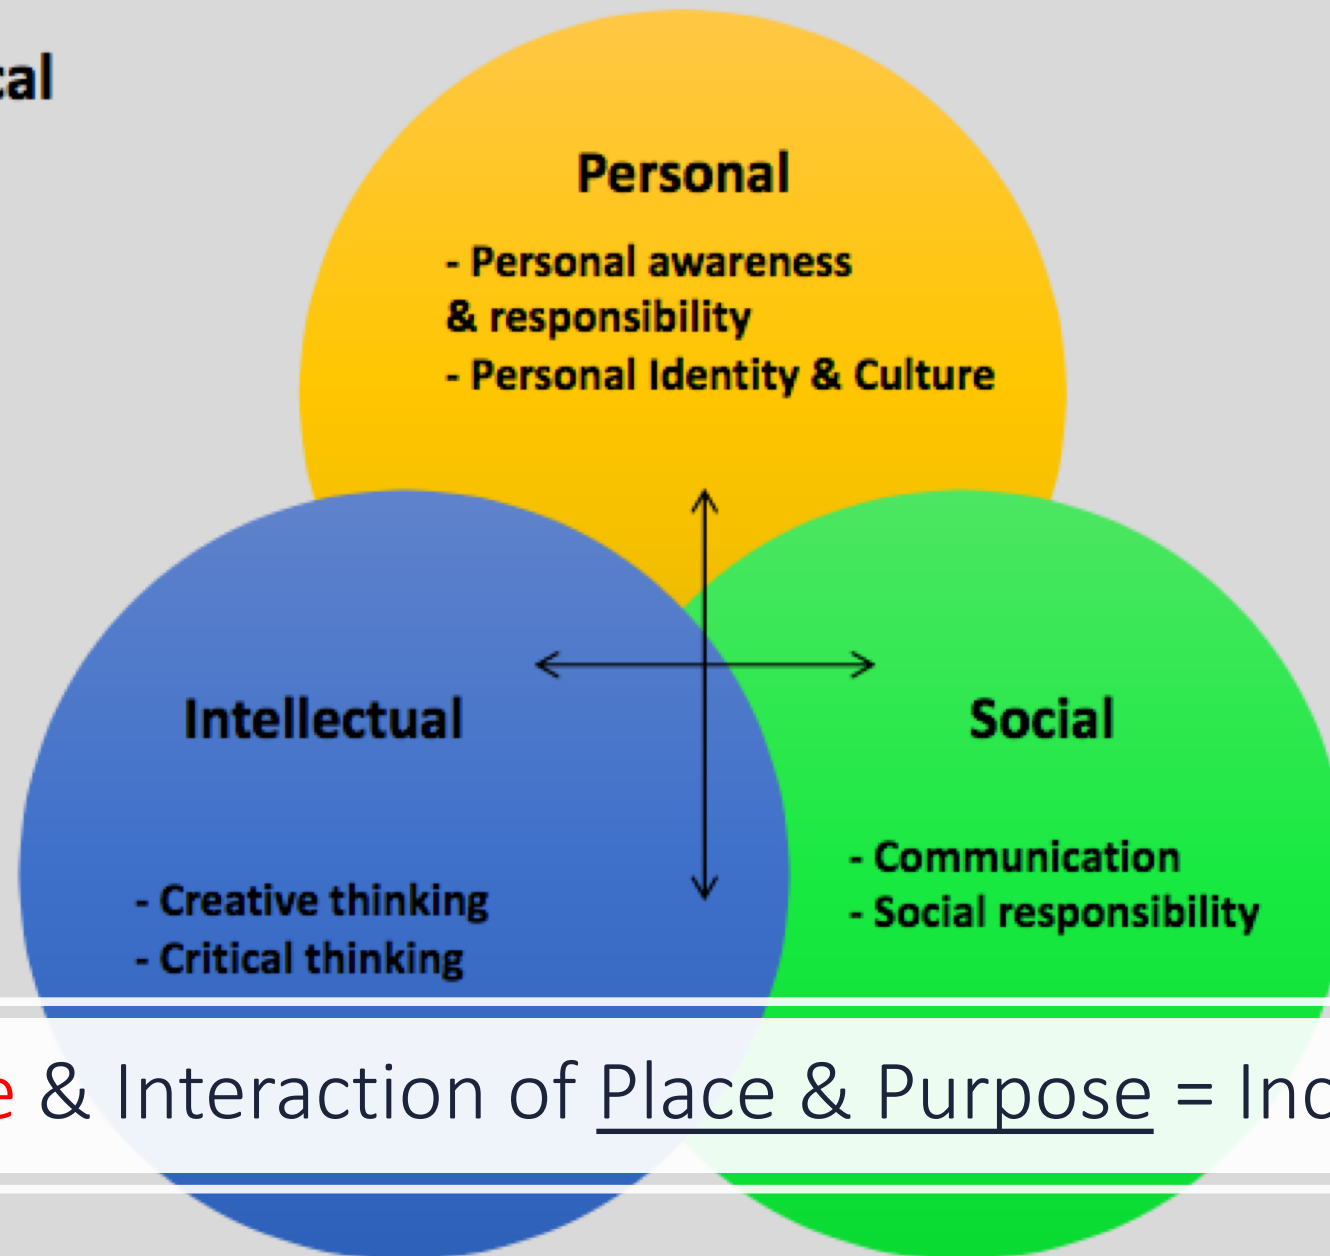 cal
Personal
- Personal awareness
& responsibility
- Personal Identity & Culture
Intellectual
- Creative thinking
- Critical thinking
Social
- Communication
- Social responsibility
e & Interaction of Place & Purpose = Inc